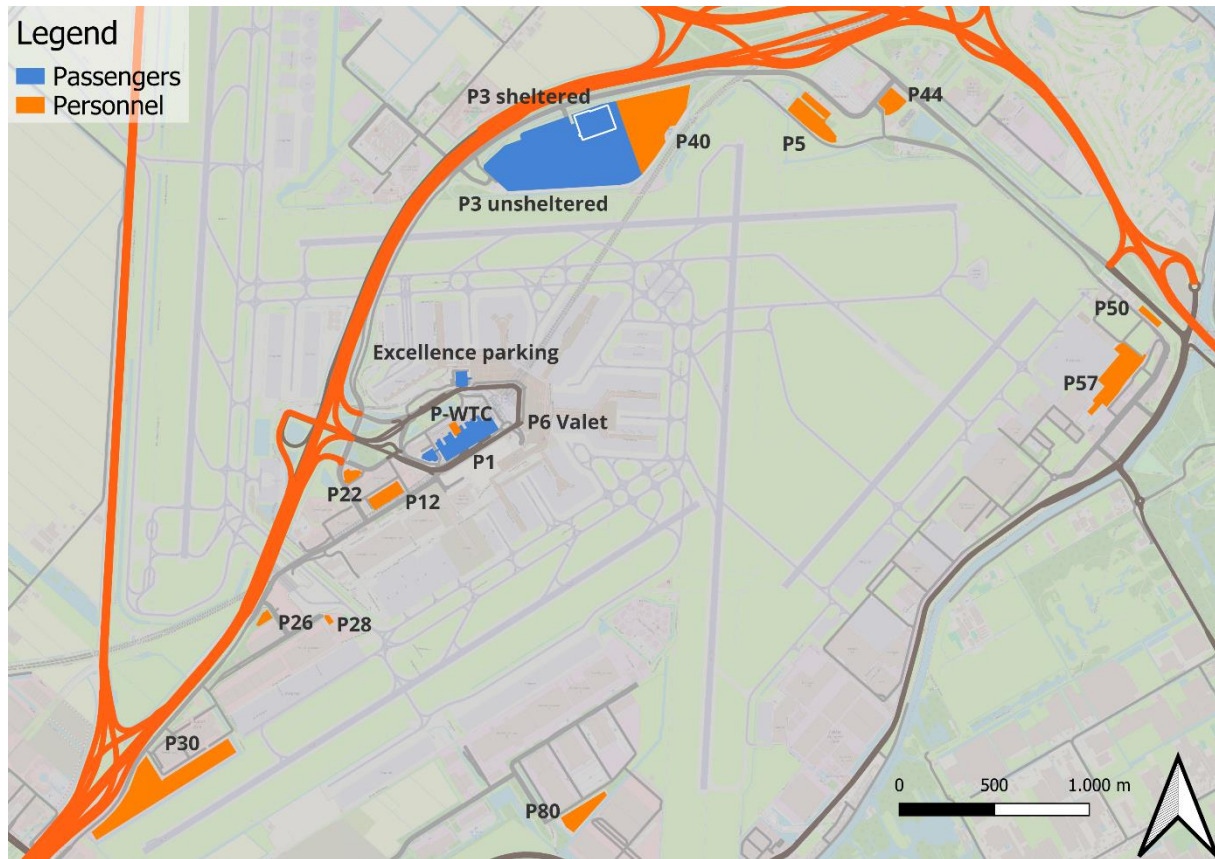 Legend
Passengers
Personnel
P3 sheltered
P44
P40
P5
P3 unsheltered
P50
Excellence parking
P57
P-WTC
P6 Valet
P1
P22
P12
P26
P28
P30
P80
0 500 1.000 m